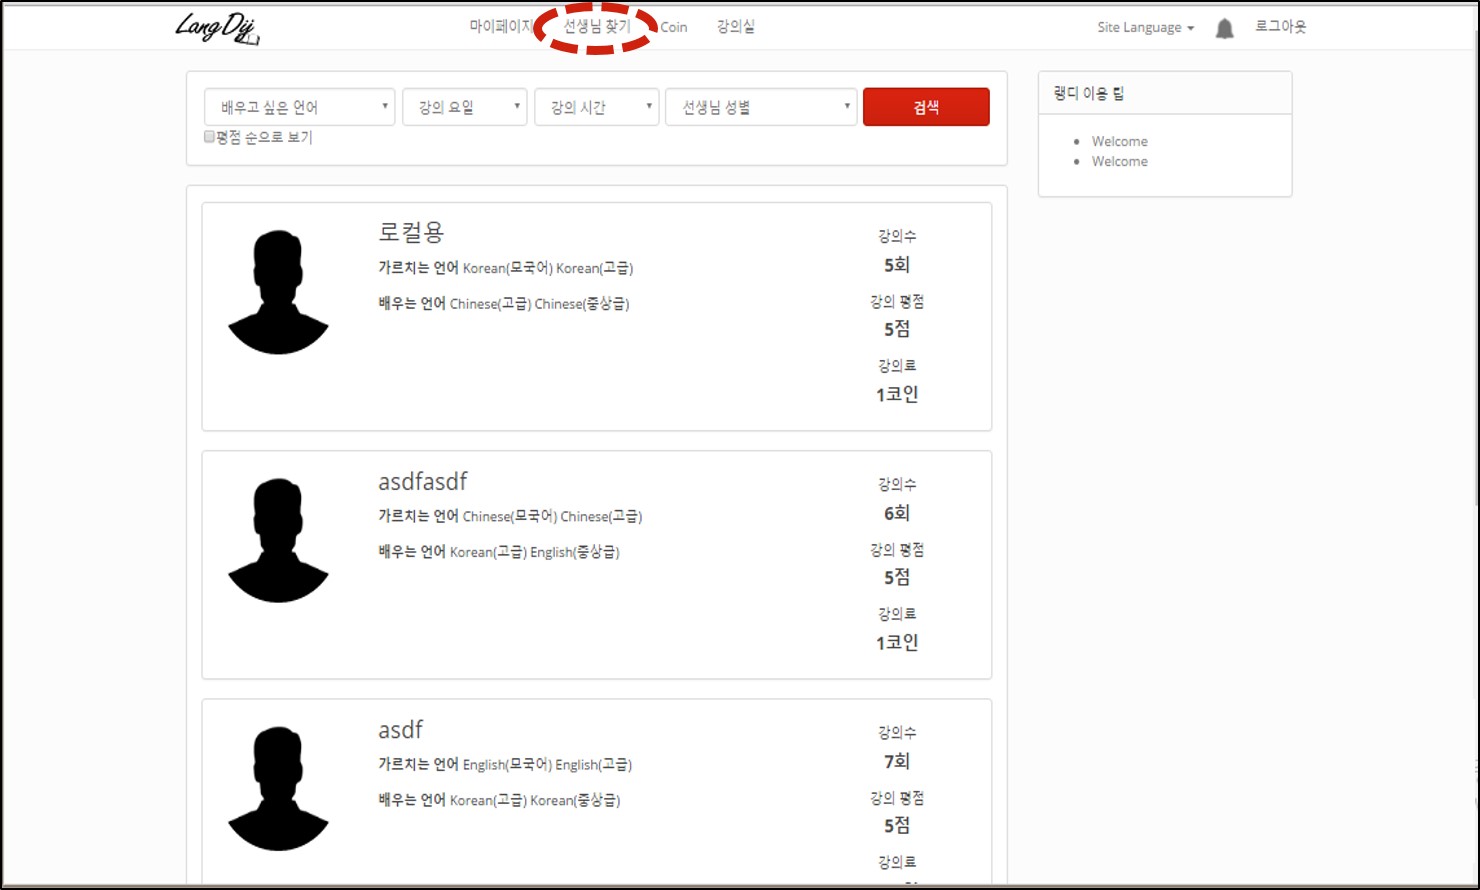 LangDy 마이페이지 선생님 찾기 Coin 강의실 Site Language 로그아웃
배우고 싶은 언어 강의 요일 강의 시간 선생님 성별 검색
평점 순으로 보기
랭디 이용 팁
Welcome
Welcome
로컬용
가르치는 언어 Korean(모국어) Korean(고급)
배우는 언어 Chinese(고급) Chinese(중상급)
강의수
5회
강의 평점
5점
강의료
1코인
asdfasdf
가르치는 언어 Chinese(모국어) Chinese(고급)
배우는 언어 Korean(고급) English(중상급)
강의수
6회
강의 평점
5점
강의료
1코인
asdf
가르치는 언어 English(모국어) English(고급)
배우는 언어 Korean(고급) Korean(중상급)
강의수
7회
강의 평점
5점
강의료